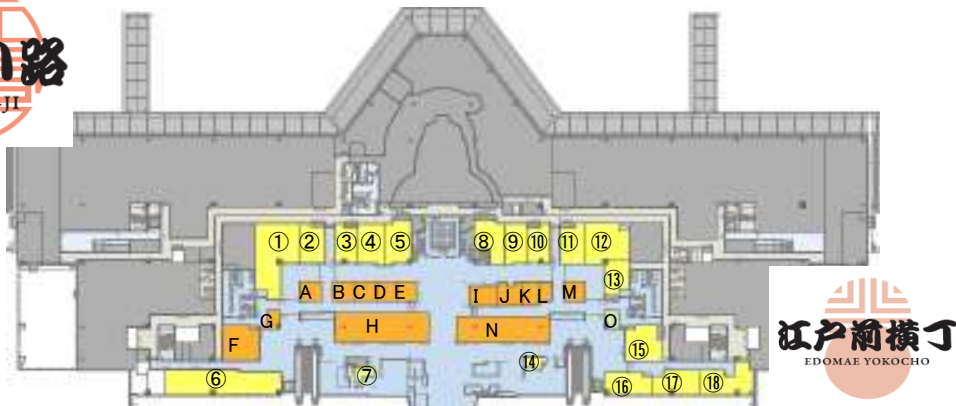 路
JI
① ② ③ ④ ⑤ ⑧ ⑨ ⑩ ⑪ ⑫
⑬
A B C D E I J K L M
G H N O
F ⑮
⑦ ⑭
⑥ ⑯ ⑰ ⑱
江戸前横丁
EDOMAE YOKOCHO